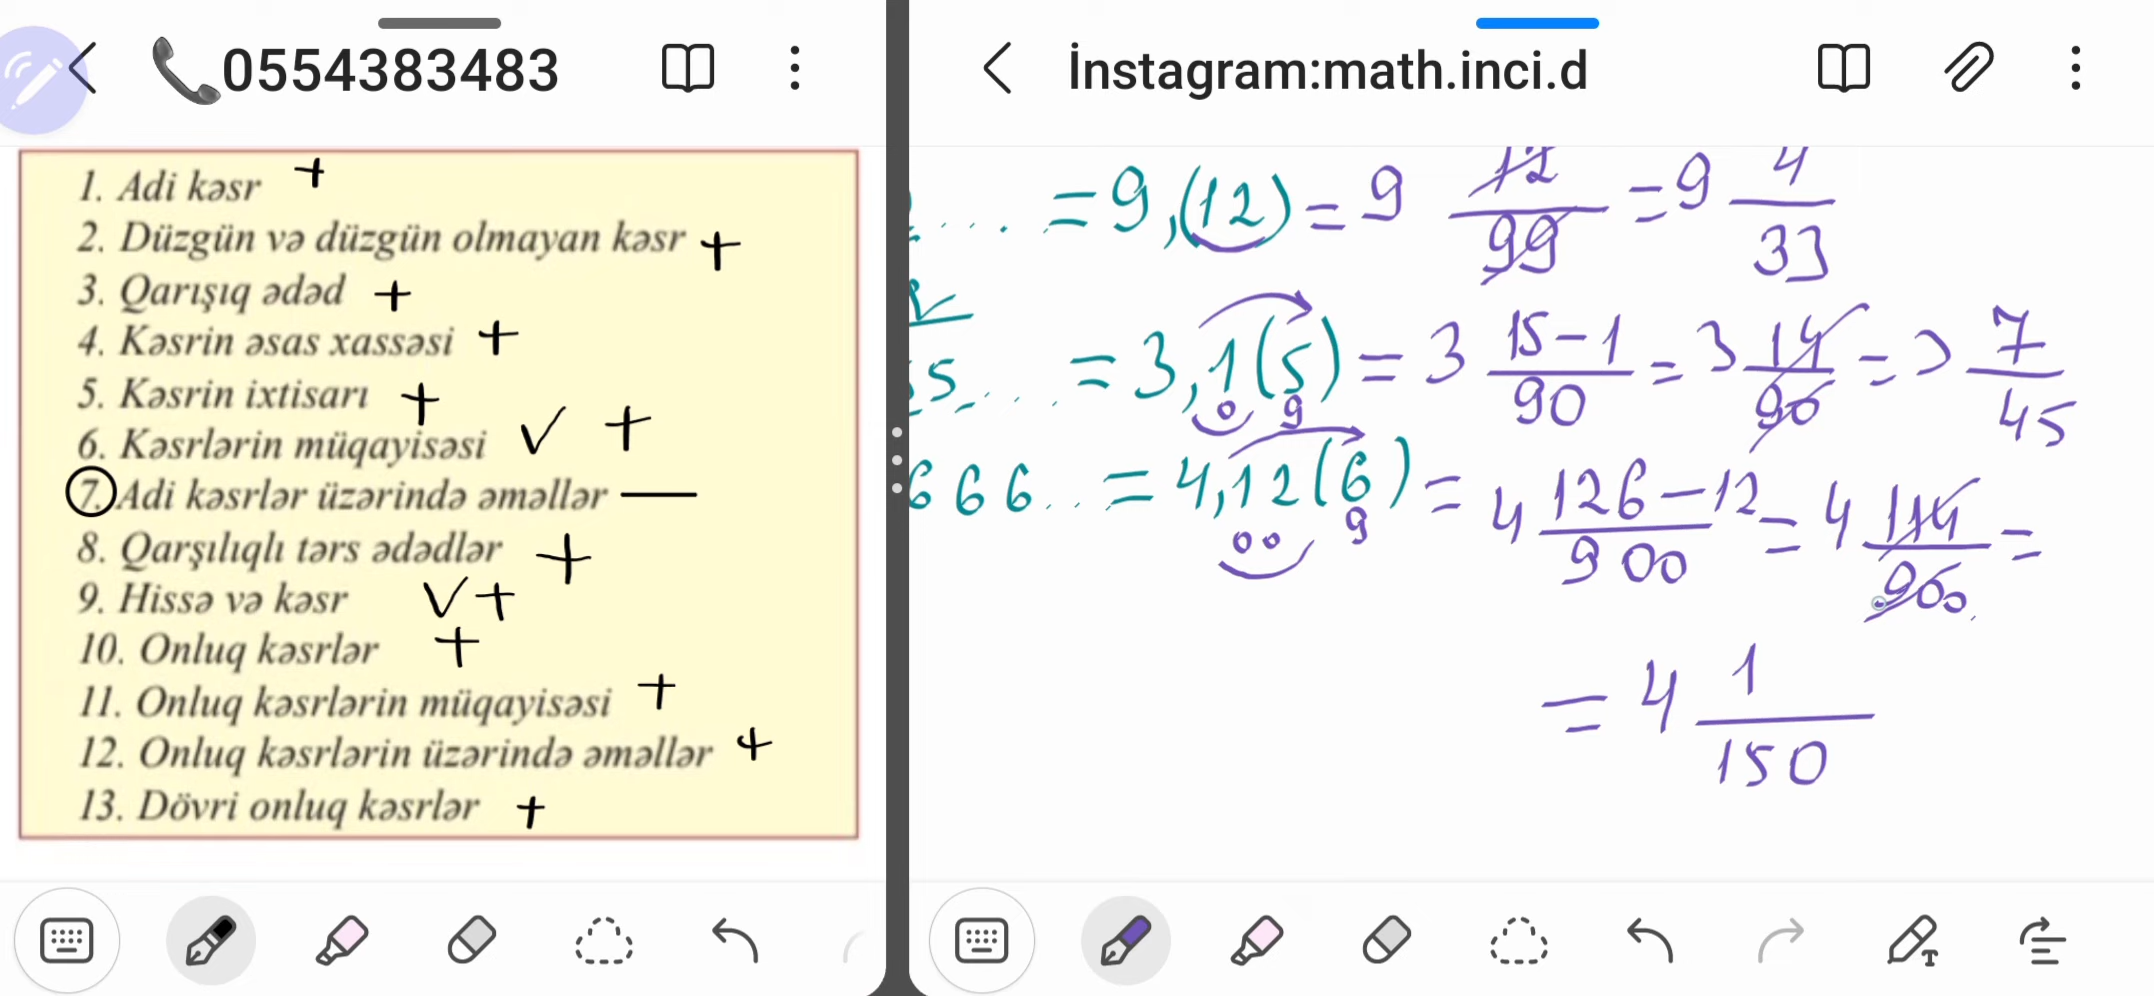 0554383483
1. Adi kəsr +
2. Düzgün və düzgün olmayan kəsr +
3. Qarışıq ədəd +
4. Kəsrin əsas xassəsi +
5. Kəsrin ixtisarı +
6. Kəsrlərin müqayisəsi ✓ +
7. Adi kəsrlər üzərində əməllər —
8. Qarşılıqlı tərs ədədlər +
9. Hissə və kəsr ✓ +
10. Onluq kəsrlər +
11. Onluq kəsrlərin müqayisəsi +
12. Onluq kəsrlərin üzərində əməllər +
13. Dövri onluq kəsrlər +
İnstagram:math.inci.d
... = 9,(12) = 9 12/99 = 9 4/33
5... = 3,1(5) = 3 15-1/90 = 3 14/90 = 3 7/45
0 9
666.. = 4,12(6) = 4 126-12/900 = 4 114/900 =
00 9
= 4 1/150